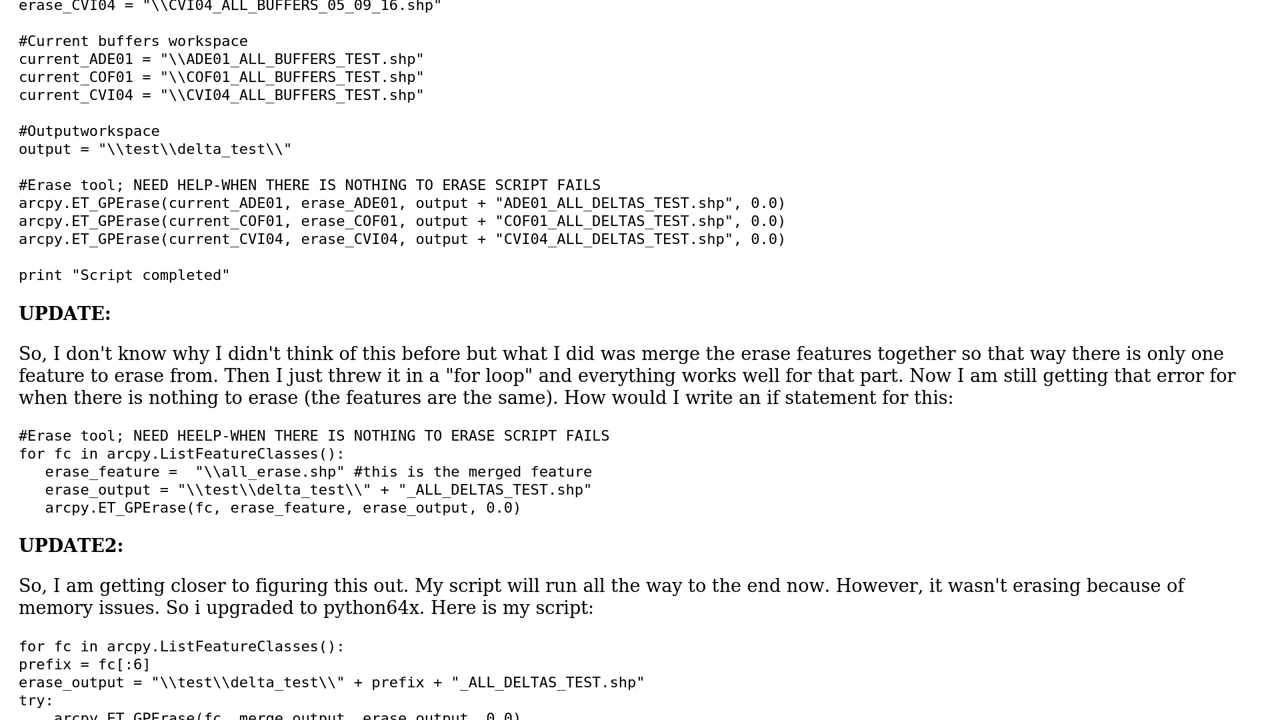 erase_CVI04 = "\\CVI04_ALL_BUFFERS_05_09_16.shp"
#Current buffers workspace
current_ADE01 = "\\ADE01_ALL_BUFFERS_TEST.shp"
current_COF01 = "\\COF01_ALL_BUFFERS_TEST.shp"
current_CVI04 = "\\CVI04_ALL_BUFFERS_TEST.shp"
#Outputworkspace
output = "\\test\\delta_test\\"
#Erase tool; NEED HELP-WHEN THERE IS NOTHING TO ERASE SCRIPT FAILS
arcpy.ET_GPErase(current_ADE01, erase_ADE01, output + "ADE01_ALL_DELTAS_TEST.shp", 0.0)
arcpy.ET_GPErase(current_COF01, erase_COF01, output + "COF01_ALL_DELTAS_TEST.shp", 0.0)
arcpy.ET_GPErase(current_CVI04, erase_CVI04, output + "CVI04_ALL_DELTAS_TEST.shp", 0.0)
print "Script completed"
UPDATE:
So, I don't know why I didn't think of this before but what I did was merge the erase features together so that way there is only one
feature to erase from. Then I just threw it in a "for loop" and everything works well for that part. Now I am still getting that error for
when there is nothing to erase (the features are the same). How would I write an if statement for this:
#Erase tool; NEED HEELP-WHEN THERE IS NOTHING TO ERASE SCRIPT FAILS
for fc in arcpy.ListFeatureClasses():
   erase_feature =  "\\all_erase.shp" #this is the merged feature
   erase_output = "\\test\\delta_test\\" + "_ALL_DELTAS_TEST.shp"
   arcpy.ET_GPErase(fc, erase_feature, erase_output, 0.0)
UPDATE2:
So, I am getting closer to figuring this out. My script will run all the way to the end now. However, it wasn't erasing because of
memory issues. So i upgraded to python64x. Here is my script:
for fc in arcpy.ListFeatureClasses():
prefix = fc[:6]
erase_output = "\\test\\delta_test\\" + prefix + "_ALL_DELTAS_TEST.shp"
try:
    arcpy.ET_GPErase(fc, merge_output, erase_output, 0.0)